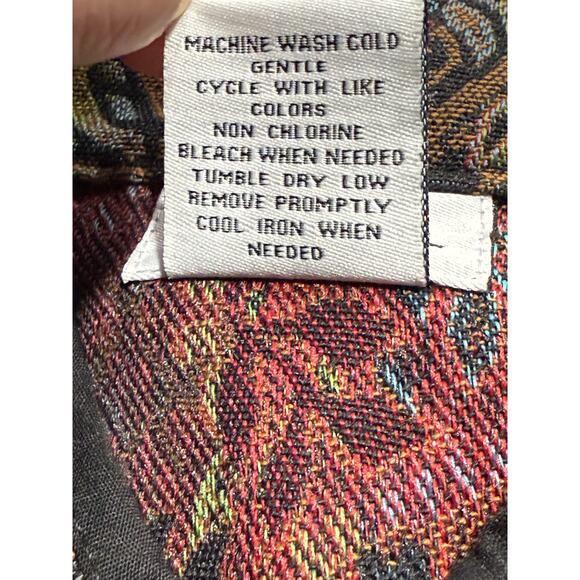 MACHINE WASH COLD
GENTLE
CYCLE WITH LIKE
COLORS
NON CHLORINE
BLEACH WHEN NEEDED
TUMBLE DRY LOW
REMOVE PROMPTLY
COOL IRON WHEN
NEEDED